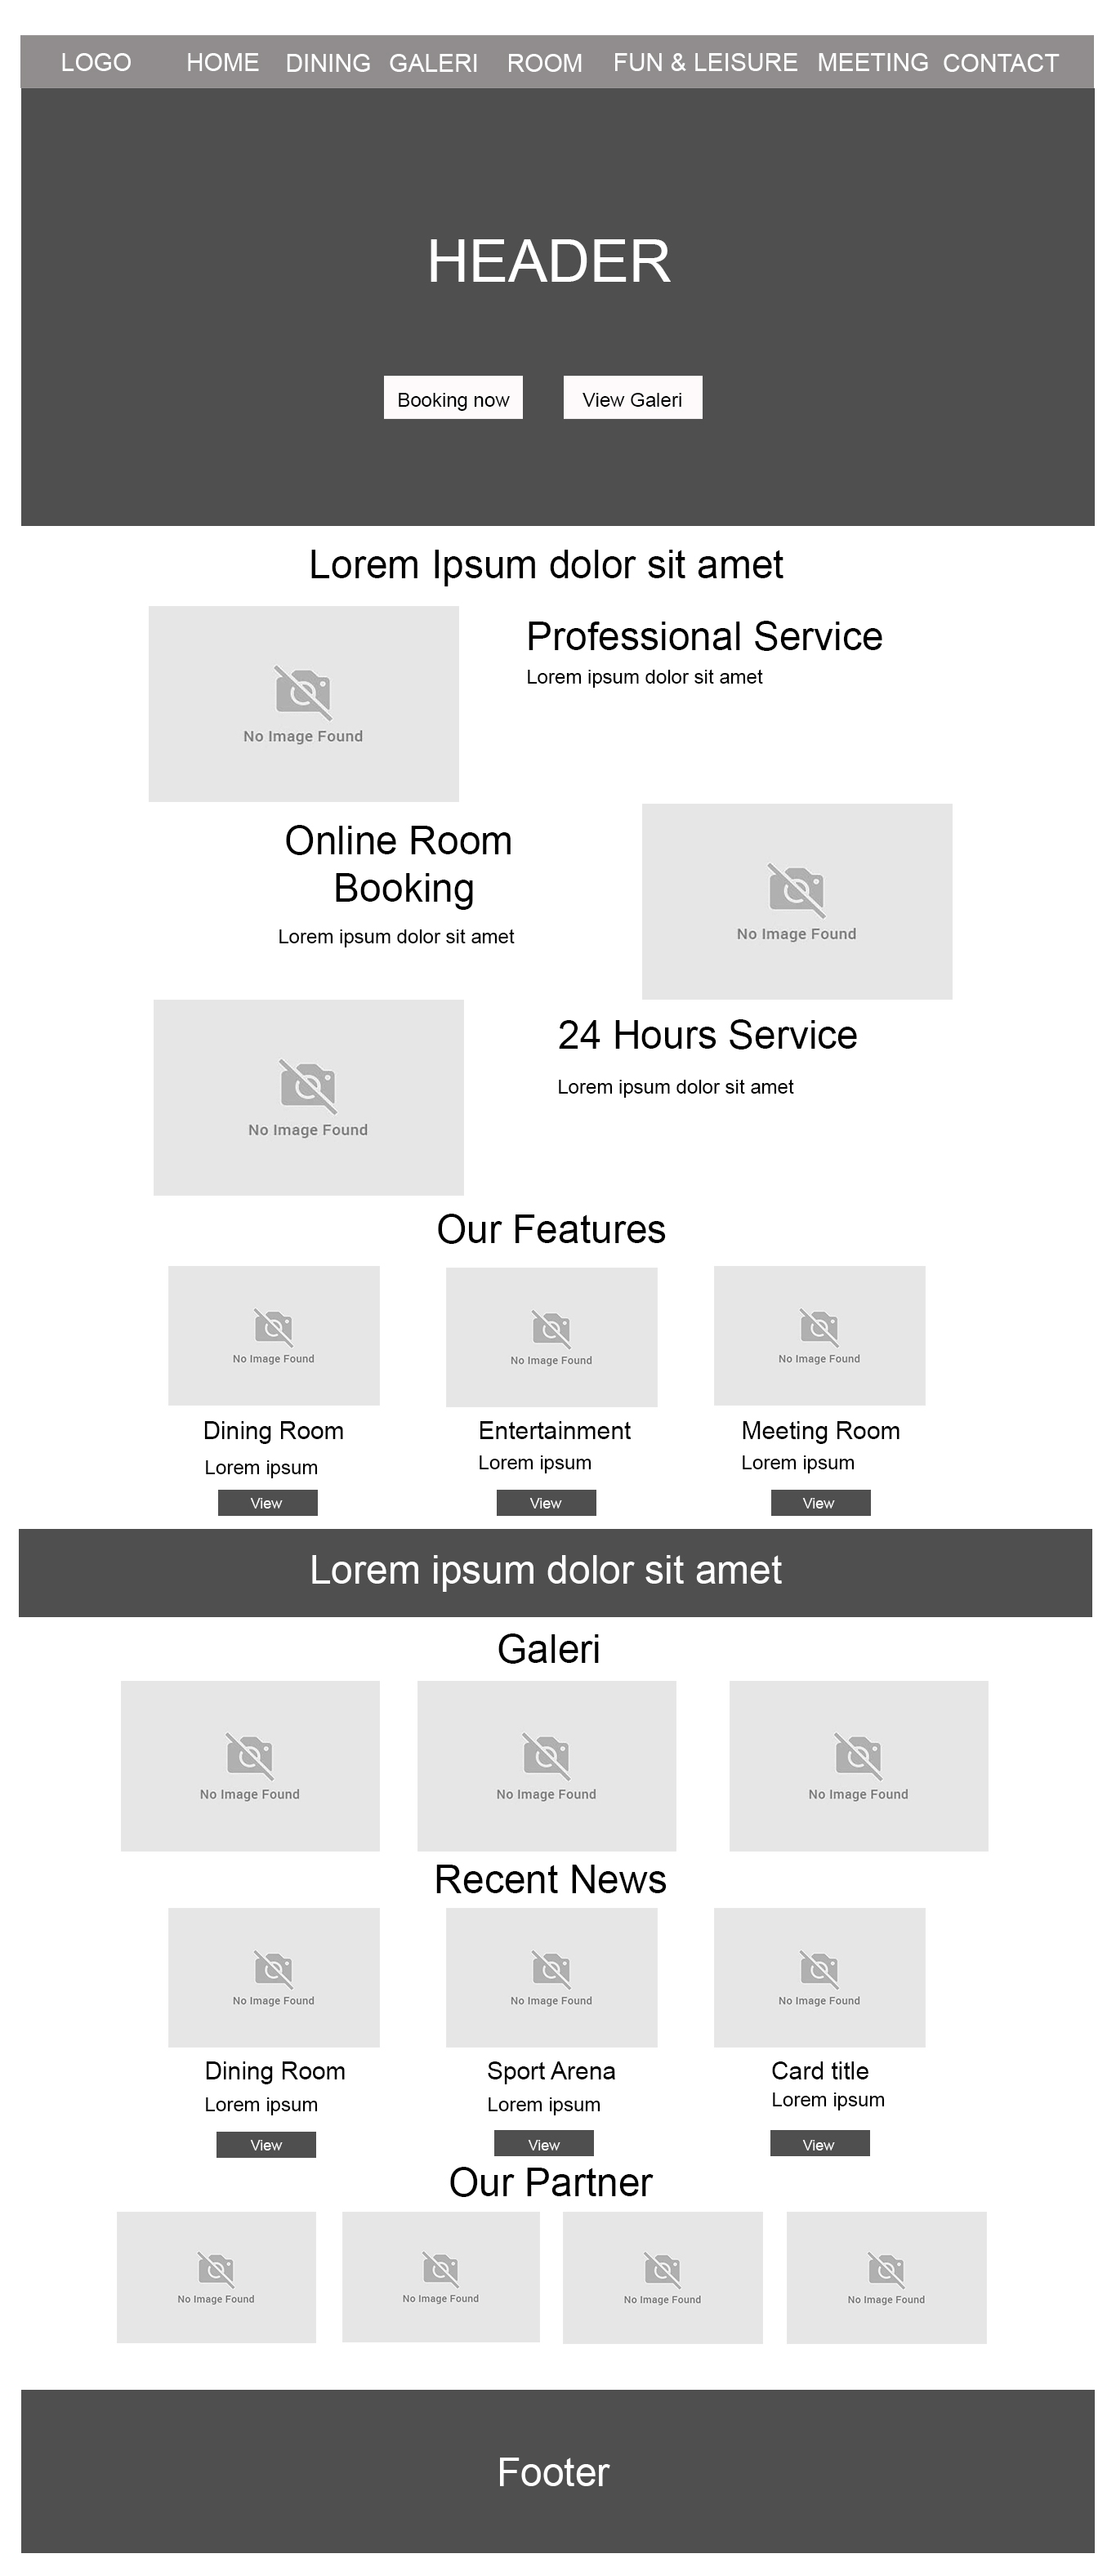 LOGO HOME DINING GALERI ROOM FUN & LEISURE MEETING CONTACT
HEADER
Booking now View Galeri
Lorem Ipsum dolor sit amet
No Image Found
Professional Service
Lorem ipsum dolor sit amet
Online Room
Booking
Lorem ipsum dolor sit amet
No Image Found
No Image Found
24 Hours Service
Lorem ipsum dolor sit amet
Our Features
No Image Found No Image Found No Image Found
Dining Room Entertainment Meeting Room
Lorem ipsum Lorem ipsum Lorem ipsum
View View View
Lorem ipsum dolor sit amet
Galeri
No Image Found No Image Found No Image Found
Recent News
No Image Found No Image Found No Image Found
Dining Room Sport Arena Card title
Lorem ipsum Lorem ipsum Lorem ipsum
View View View
Our Partner
No Image Found No Image Found No Image Found No Image Found
Footer